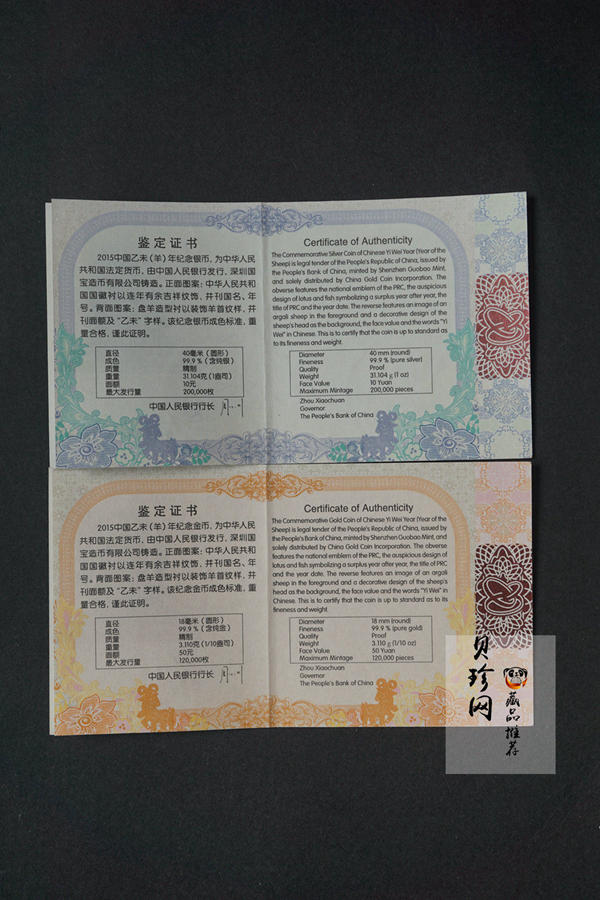 鉴定证书
2015中国乙未（羊）年纪念银币，为中华人民
共和国法定货币，由中国人民银行发行，深圳国
宝造币有限公司铸造。正面图案：中华人民共和
国国徽衬以连年有余吉祥纹饰，并刊国名、年
号。背面图案：盘羊造型衬以装饰羊首纹样，并
刊面额及“乙未”字样。该纪念银币成色标准，重
量合格，谨此证明。
直径 40毫米（圆形）
成色 99.9％（含纯银）
质量 精制
重量 31.104克（1盎司）
面额 10元
最大发行量 200,000枚
中国人民银行行长
Certificate of Authenticity
The Commemorative Silver Coin of Chinese Yi Wei Year (Year of the
Sheep) is legal tender of the People's Republic of China, issued by
the People's Bank of China, minted by Shenzhen Guobao Mint,
and solely distributed by China Gold Coin Incorporation. The
obverse features the national emblem of the PRC, the auspicious
design of lotus and fish symbolizing a surplus year after year, the
title of PRC and the year date. The reverse features an image of an
argali sheep in the foreground and a decorative design of the
sheep's head as the background, the face value and the words "Yi
Wei" in Chinese. This is to certify that the coin is up to standard as
to its fineness and weight.
Diameter 40 mm (round)
Fineness 99.9 % (pure silver)
Quality Proof
Weight 31.104 g (1 oz)
Face Value 10 Yuan
Maximum Mintage 200,000 pieces
Zhou Xiaochuan
Governor
The People's Bank of China
鉴定证书
2015中国乙未（羊）年纪念金币，为中华人民
共和国法定货币，由中国人民银行发行，深圳国
宝造币有限公司铸造。正面图案：中华人民共和
国国徽衬以连年有余吉祥纹饰，并刊国名、年
号。背面图案：盘羊造型衬以装饰羊首纹样，并
刊面额及“乙未”字样。该纪念金币成色标准，重
量合格，谨此证明。
直径 18毫米（圆形）
成色 99.9％（含纯金）
质量 精制
重量 3.110克（1/10盎司）
面额 50元
最大发行量 120,000枚
中国人民银行行长
Certificate of Authenticity
The Commemorative Gold Coin of Chinese Yi Wei Year (Year of the
Sheep) is legal tender of the People's Republic of China, issued by
the People's Bank of China, minted by Shenzhen Guobao Mint, and
solely distributed by China Gold Coin Incorporation. The obverse
features the national emblem of the PRC, the auspicious design of
lotus and fish symbolizing a surplus year after year, the title of PRC
and the year date. The reverse features an image of an argali
sheep in the foreground and a decorative design of the sheep's
head as the background, the face value and the words "Yi Wei" in
Chinese. This is to certify that the coin is up to standard as to its
fineness and weight.
Diameter 18 mm (round)
Fineness 99.9 % (pure gold)
Quality Proof
Weight 3.110 g (1/10 oz)
Face Value 50 Yuan
Maximum Mintage 120,000 pieces
Zhou Xiaochuan
Governor
The People's Bank of China
贝珍网
藏品推荐